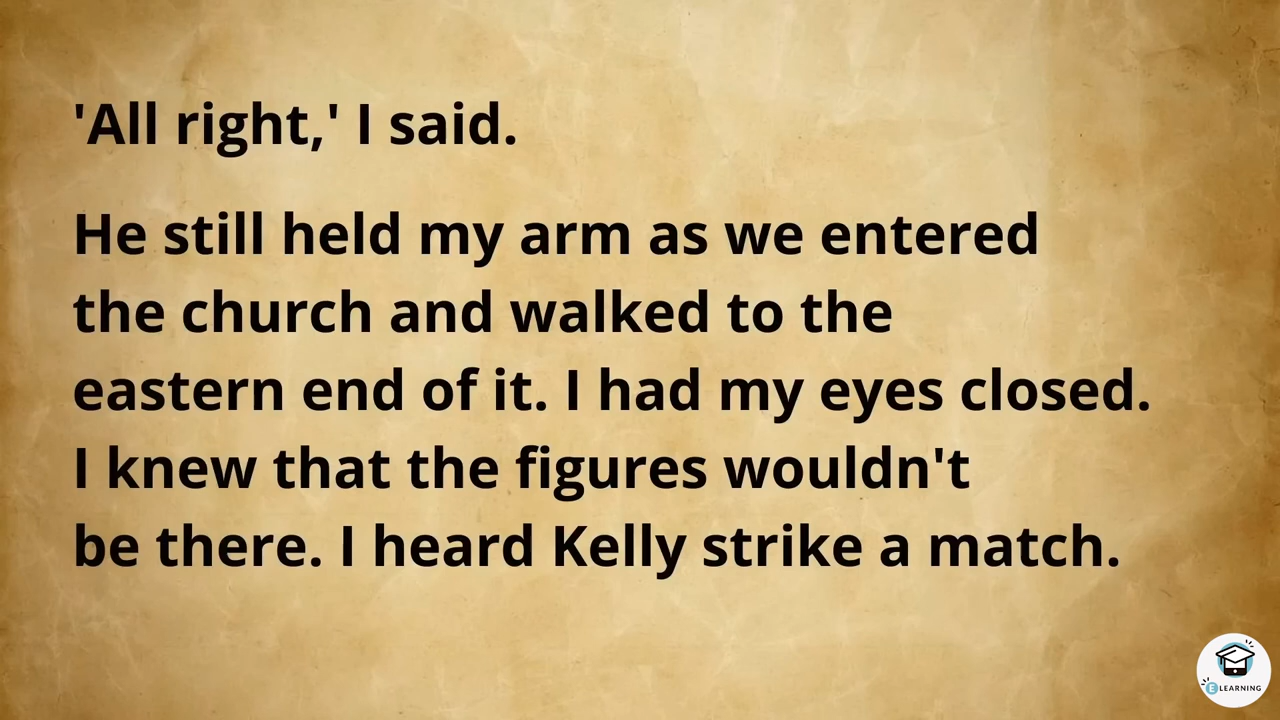 'All right,' I said.
He still held my arm as we entered
the church and walked to the
eastern end of it. I had my eyes closed.
I knew that the figures wouldn't
be there. I heard Kelly strike a match.
E LEARNING